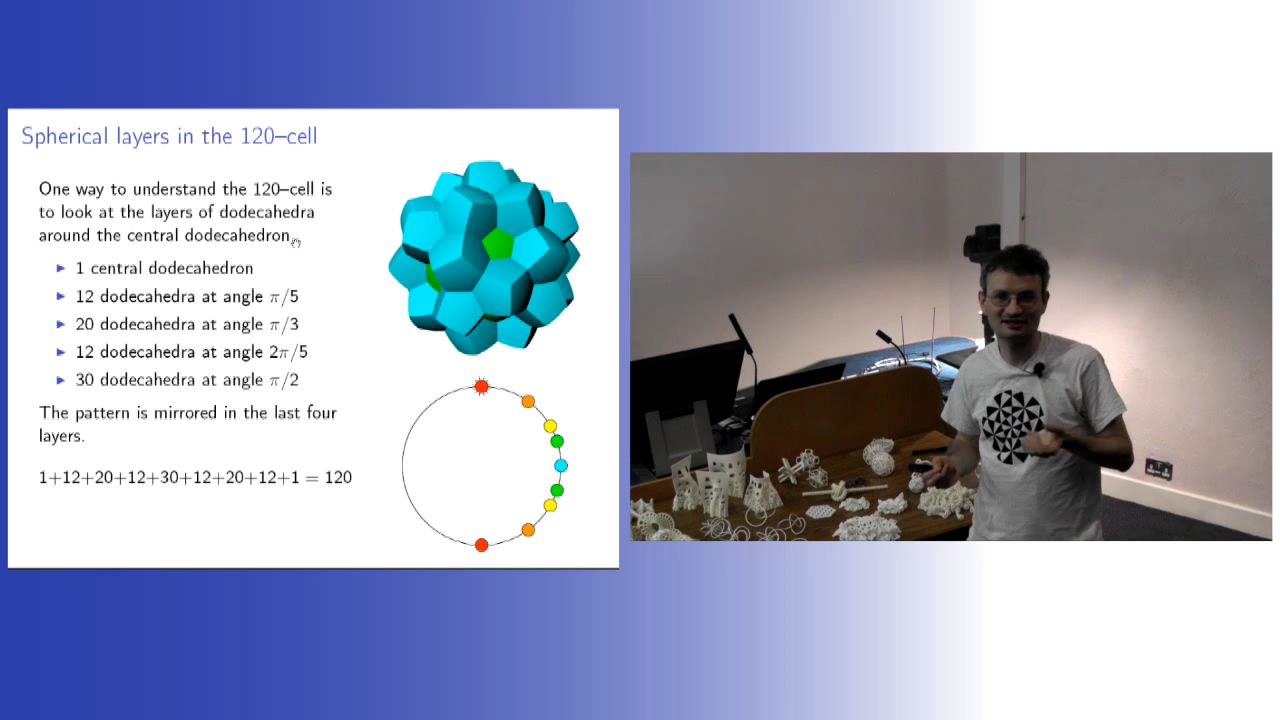 Spherical layers in the 120–cell
One way to understand the 120–cell is
to look at the layers of dodecahedra
around the central dodecahedron.
▶ 1 central dodecahedron
▶ 12 dodecahedra at angle π/5
▶ 20 dodecahedra at angle π/3
▶ 12 dodecahedra at angle 2π/5
▶ 30 dodecahedra at angle π/2
The pattern is mirrored in the last four
layers.
1+12+20+12+30+12+20+12+1 = 120